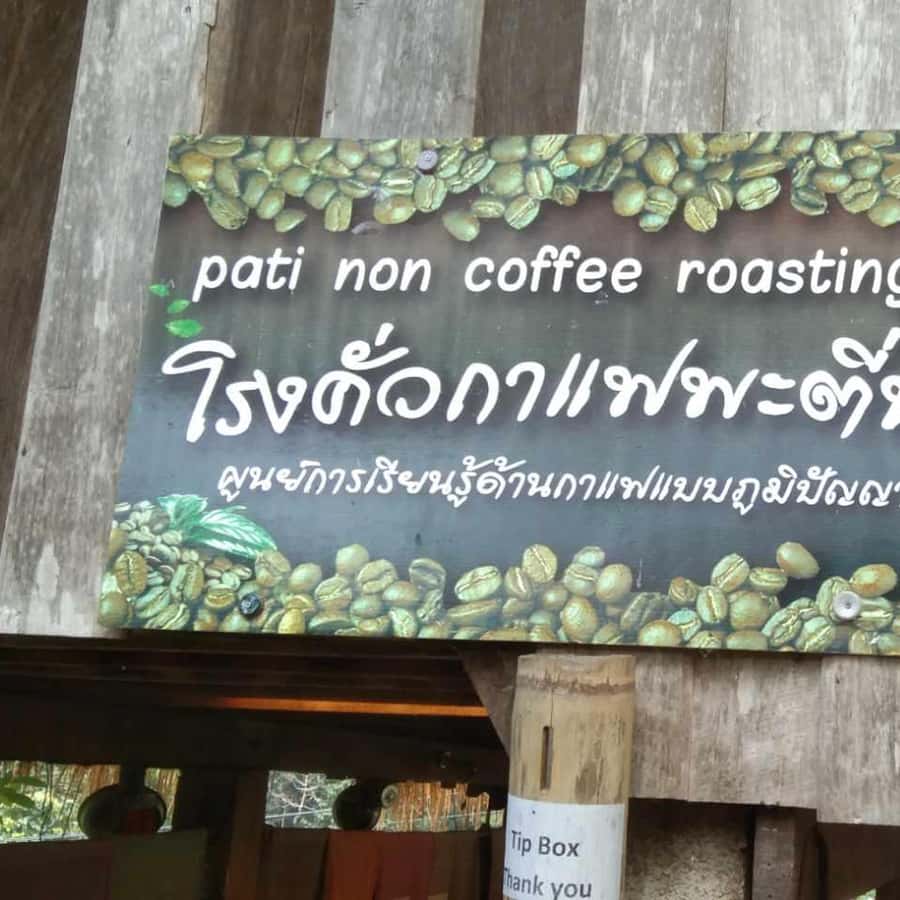 pati non coffee roasting
โรงคั่วกาแฟพะตี่
ศูนย์การเรียนรู้ด้านกาแฟแบบภูมิปัญญา
Tip Box
Thank you